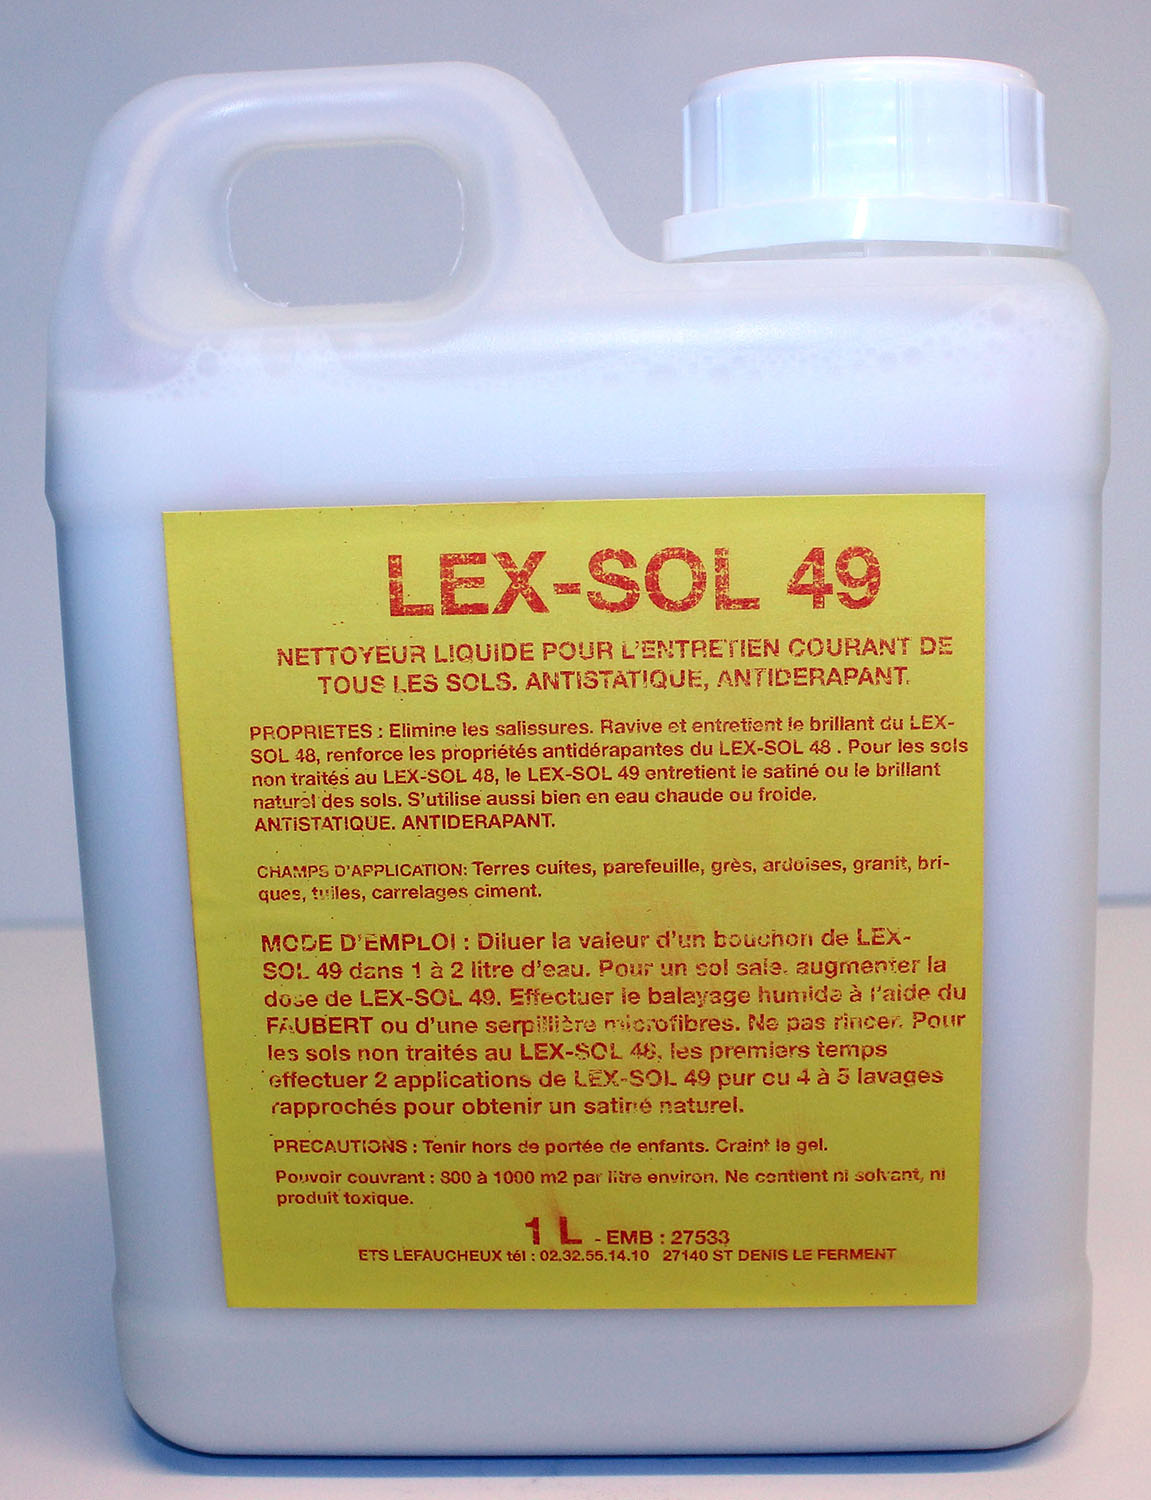 LEX-SOL 49
NETTOYEUR LIQUIDE POUR L'ENTRETIEN COURANT DE
TOUS LES SOLS. ANTISTATIQUE, ANTIDERAPANT.
PROPRIETES : Elimine les salissures. Ravive et entretient le brillant du LEX-
SOL 48, renforce les propriétés antidérapantes du LEX-SOL 48 . Pour les sols
non traités au LEX-SOL 48, le LEX-SOL 49 entretient le satiné ou le brillant
naturel des sols. S'utilise aussi bien en eau chaude ou froide.
ANTISTATIQUE. ANTIDERAPANT.
CHAMPS D'APPLICATION: Terres cuites, parefeuille, grès, ardoises, granit, bri-
ques, tuiles, carrelages ciment.
MODE D'EMPLOI : Diluer la valeur d'un bouchon de LEX-
SOL 49 dans 1 à 2 litre d'eau. Pour un sol sale, augmenter la
dose de LEX-SOL 49. Effectuer le balayage humide à l'aide du
FAUBERT ou d'une serpillière microfibres. Ne pas rincer. Pour
les sols non traités au LEX-SOL 48, les premiers temps
effectuer 2 applications de LEX-SOL 49 pur ou 4 à 5 lavages
rapprochés pour obtenir un satiné naturel.
PRECAUTIONS : Tenir hors de portée de enfants. Craint le gel.
Pouvoir couvrant : 800 à 1000 m2 par litre environ. Ne contient ni solvant, ni
produit toxique.
1 L - EMB : 27533
ETS LEFAUCHEUX tél : 02.32.55.14.10 27140 ST DENIS LE FERMENT